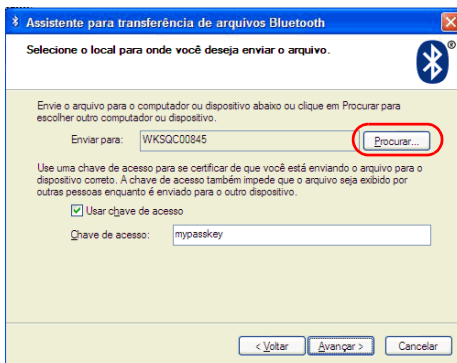 Assistente para transferência de arquivos Bluetooth
Selecione o local para onde você deseja enviar o arquivo.
Envie o arquivo para o computador ou dispositivo abaixo ou clique em Procurar para
escolher outro computador ou dispositivo.
Enviar para: WKSQC00845 Procurar...
Use uma chave de acesso para se certificar de que você está enviando o arquivo para o
dispositivo correto. A chave de acesso também impede que o arquivo seja exibido por
outras pessoas enquanto é enviado para o outro dispositivo.
Usar chave de acesso
Chave de acesso: mypasskey
< Voltar Avançar > Cancelar